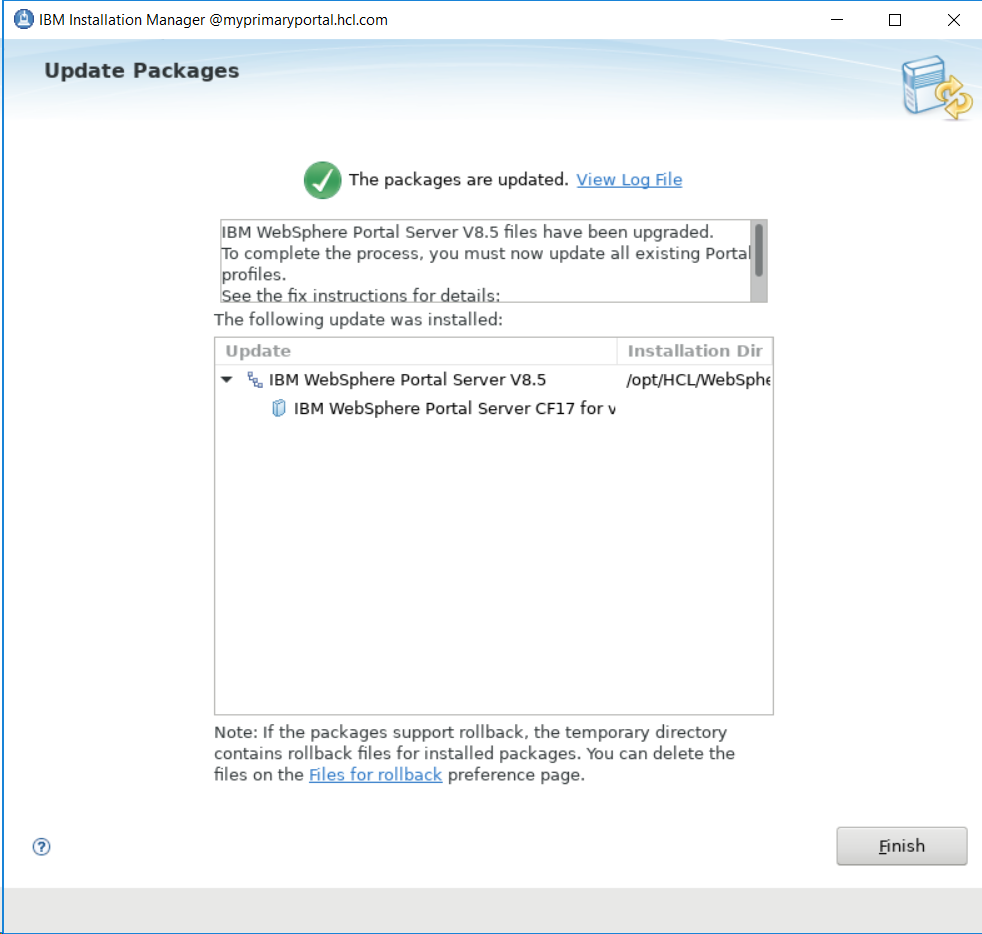 IBM Installation Manager @myprimaryportal.hcl.com
Update Packages
The packages are updated. View Log File
IBM WebSphere Portal Server V8.5 files have been upgraded.
To complete the process, you must now update all existing Portal
profiles.
See the fix instructions for details:
The following update was installed:
Update Installation Dir
IBM WebSphere Portal Server V8.5 /opt/HCL/WebSphe
IBM WebSphere Portal Server CF17 for v
Note: If the packages support rollback, the temporary directory
contains rollback files for installed packages. You can delete the
files on the Files for rollback preference page.
? Finish